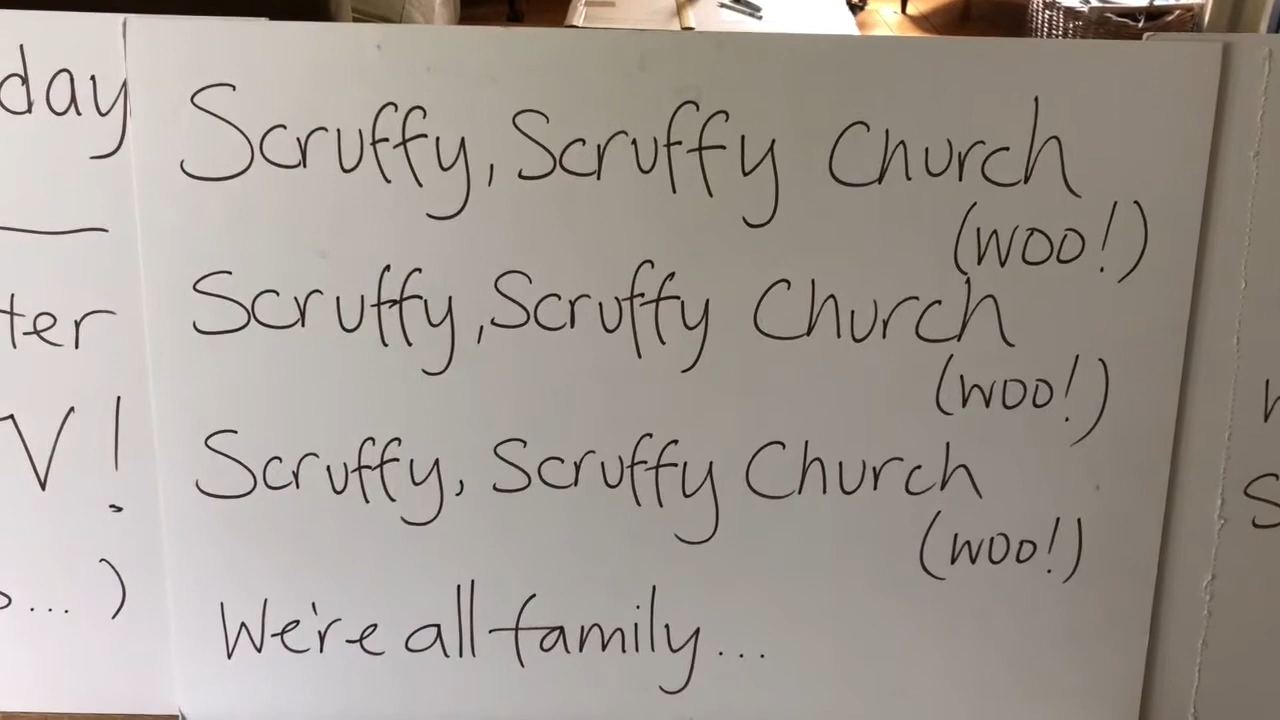 day
ter
V!
...)
Scruffy, Scruffy Church
(woo!)
Scruffy, Scruffy Church
(woo!)
Scruffy, Scruffy Church
(woo!)
We're all family...
S